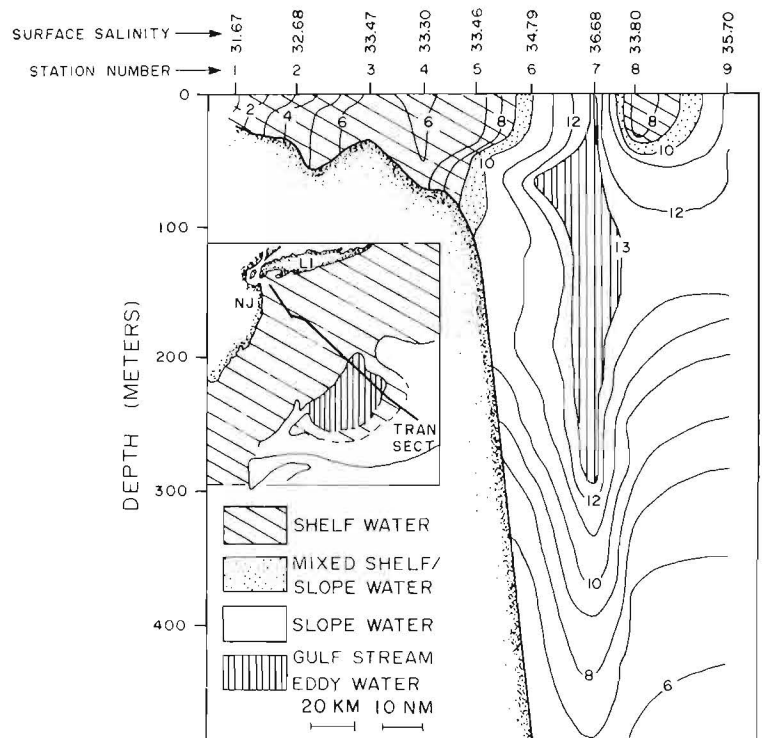 SURFACE SALINITY → 31.67 32.68 33.47 33.30 33.46 34.79 36.68 33.80 35.70
STATION NUMBER → 1 2 3 4 5 6 7 8 9
0
100
200
300
400
DEPTH (METERS)
2 4 6 6 8 12 8
10 10
12
13
12
10
8
6
LI
NJ
TRAN
SECT
SHELF WATER
MIXED SHELF/
SLOPE WATER
SLOPE WATER
GULF STREAM
EDDY WATER
20 KM 10 NM